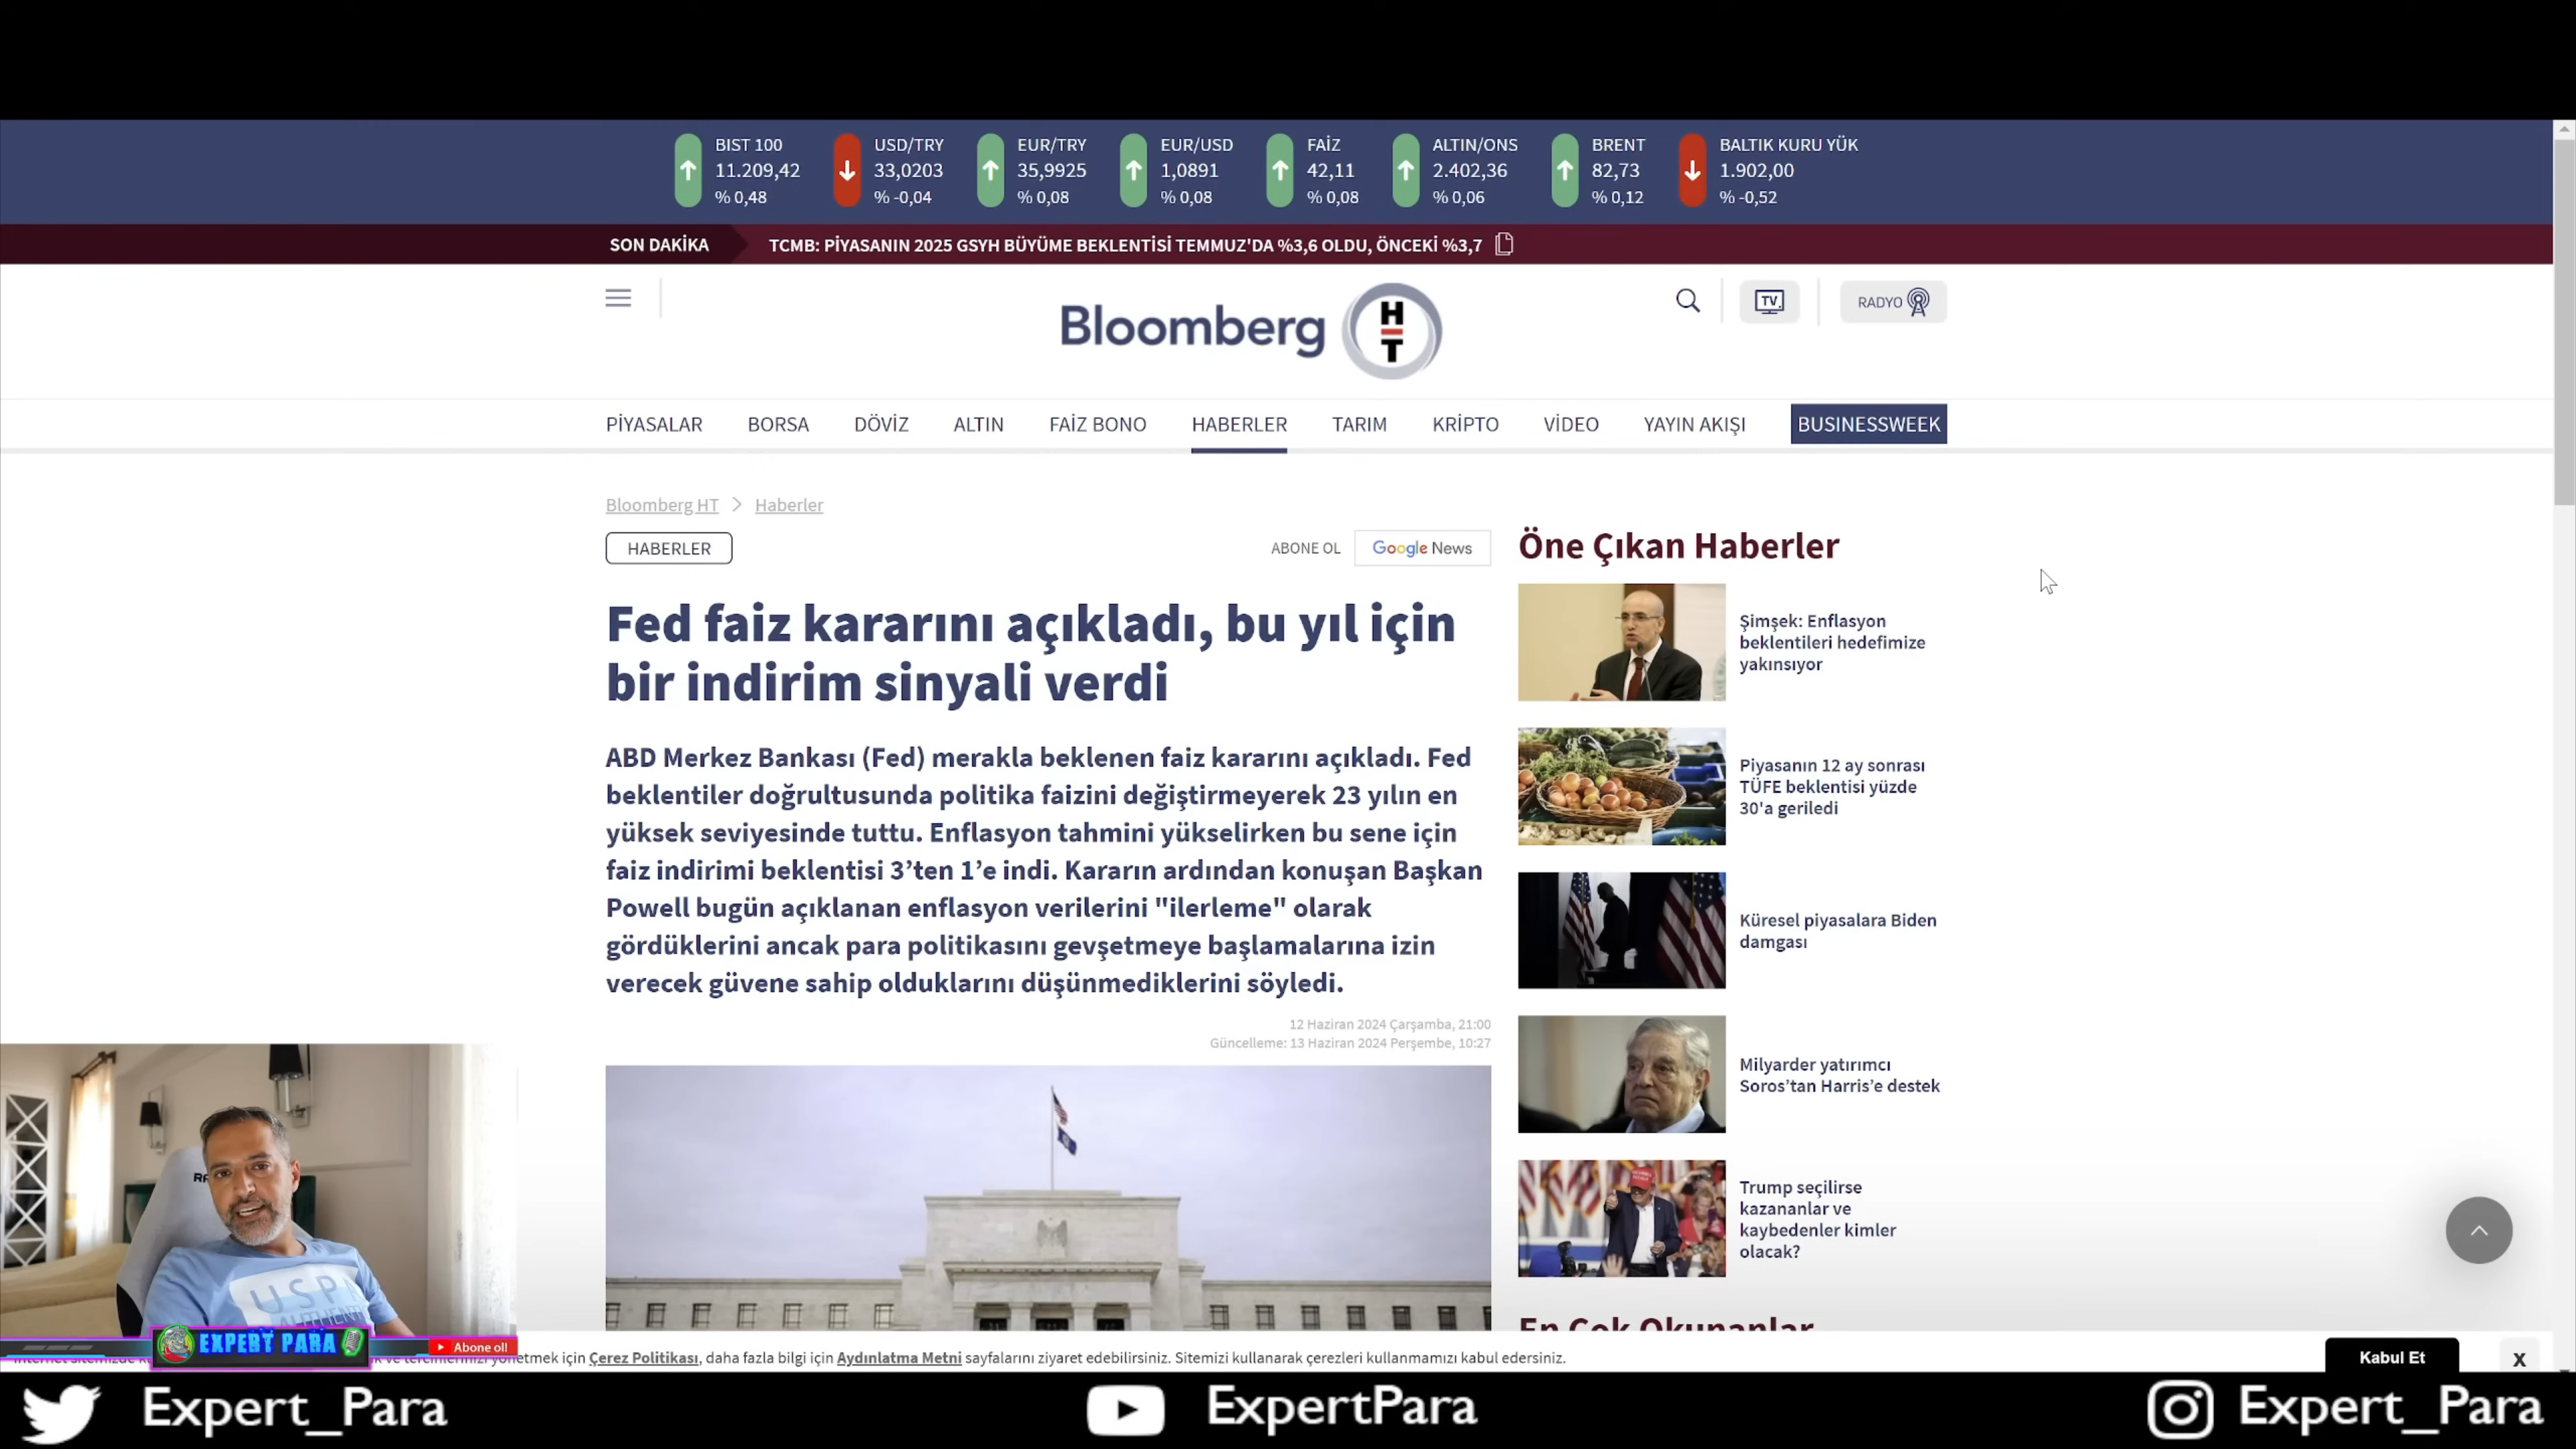 BIST 100
11.209,42
% 0,48
USD/TRY
33,0203
% -0,04
EUR/TRY
35,9925
% 0,08
EUR/USD
1,0891
% 0,08
FAİZ
42,11
% 0,08
ALTIN/ONS
2.402,36
% 0,06
BRENT
82,73
% 0,12
BALTIK KURU YÜK
1.902,00
% -0,52
SON DAKİKA
TCMB: PİYASANIN 2025 GSYH BÜYÜME BEKLENTİSİ TEMMUZ'DA %3,6 OLDU, ÖNCEKİ %3,7
Bloomberg HT
TV
RADYO
PİYASALAR BORSA DÖVİZ ALTIN FAİZ BONO HABERLER TARIM KRİPTO VİDEO YAYIN AKIŞI BUSINESSWEEK
Bloomberg HT > Haberler
HABERLER
ABONE OL Google News
Fed faiz kararını açıkladı, bu yıl için
bir indirim sinyali verdi
ABD Merkez Bankası (Fed) merakla beklenen faiz kararını açıkladı. Fed
beklentiler doğrultusunda politika faizini değiştirmeyerek 23 yılın en
yüksek seviyesinde tuttu. Enflasyon tahmini yükselirken bu sene için
faiz indirimi beklentisi 3’ten 1’e indi. Kararın ardından konuşan Başkan
Powell bugün açıklanan enflasyon verilerini "ilerleme" olarak
gördüklerini ancak para politikasını gevşetmeye başlamalarına izin
verecek güvene sahip olduklarını düşünmediklerini söyledi.
12 Haziran 2024 Çarşamba, 21:00
Güncelleme: 13 Haziran 2024 Perşembe, 10:27
Öne Çıkan Haberler
Şimşek: Enflasyon
beklentileri hedefimize
yakınsıyor
Piyasanın 12 ay sonrası
TÜFE beklentisi yüzde
30'a geriledi
Küresel piyasalara Biden
damgası
Milyarder yatırımcı
Soros’tan Harris’e destek
Trump seçilirse
kazananlar ve
kaybedenler kimler
olacak?
En Çok Okunanlar
USP
EXPERT PARA
Abone ol!
yönetmek için Çerez Politikası, daha fazla bilgi için Aydınlatma Metni sayfalarını ziyaret edebilirsiniz. Sitemizi kullanarak çerezleri kullanmamızı kabul edersiniz.
Kabul Et
X
Expert_Para
ExpertPara
Expert_Para